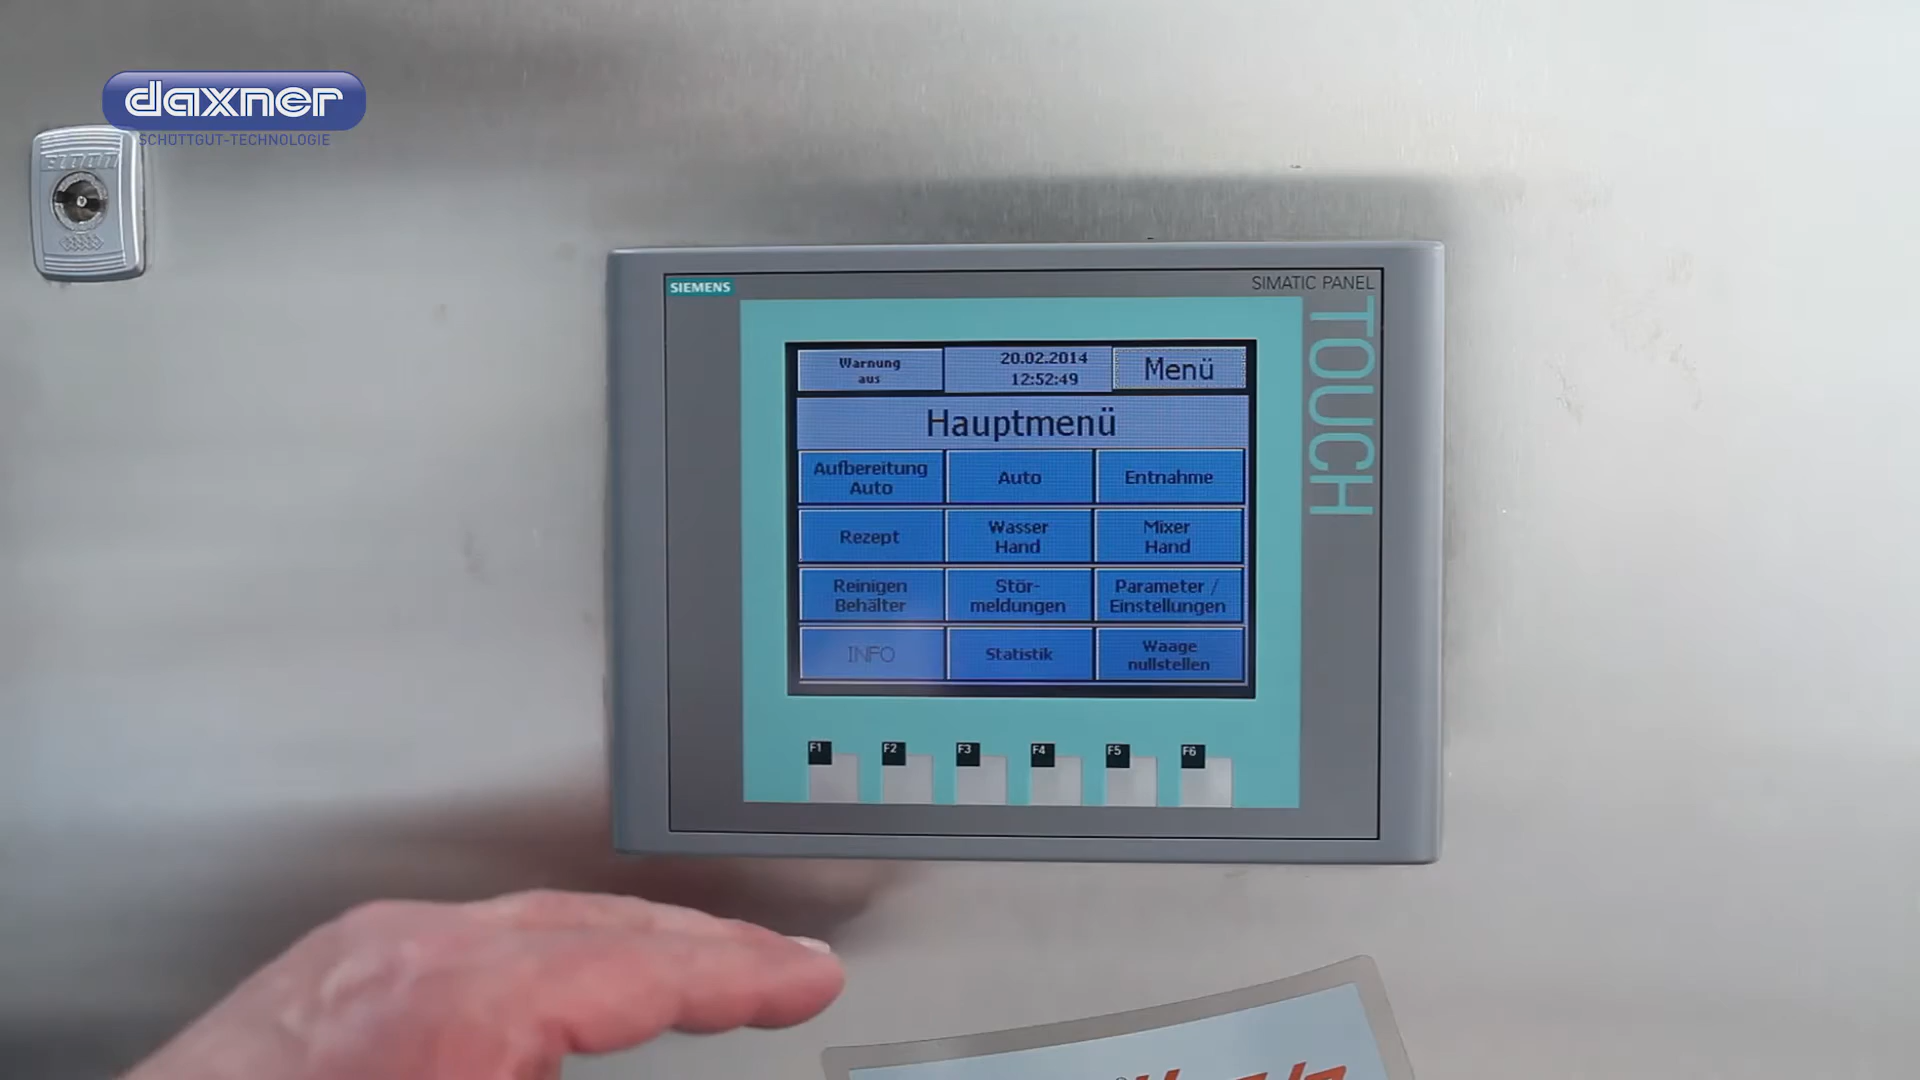 daxner
SCHÜTTGUT-TECHNOLOGIE
SIEMENS
SIMATIC PANEL
TOUCH
Warnung
aus
20.02.2014
12:52:49
Menü
Hauptmenü
Aufbereitung
Auto
Auto
Entnahme
Rezept
Wasser
Hand
Mixer
Hand
Reinigen
Behälter
Stör-
meldungen
Parameter /
Einstellungen
INFO
Statistik
Waage
nullstellen
F1
F2
F3
F4
F5
F6